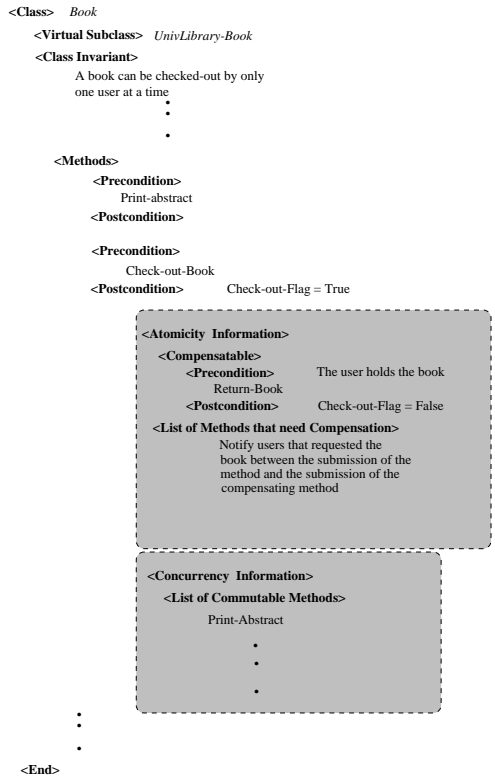 <Class> Book
<Virtual Subclass> UnivLibrary-Book
<Class Invariant>
A book can be checked-out by only
one user at a time
<Methods>
<Precondition>
Print-abstract
<Postcondition>
<Precondition>
Check-out-Book
<Postcondition> Check-out-Flag = True
<Atomicity Information>
<Compensatable>
<Precondition> The user holds the book
Return-Book
<Postcondition> Check-out-Flag = False
<List of Methods that need Compensation>
Notify users that requested the
book between the submission of the
method and the submission of the
compensating method
<Concurrency Information>
<List of Commutable Methods>
Print-Abstract
<End>